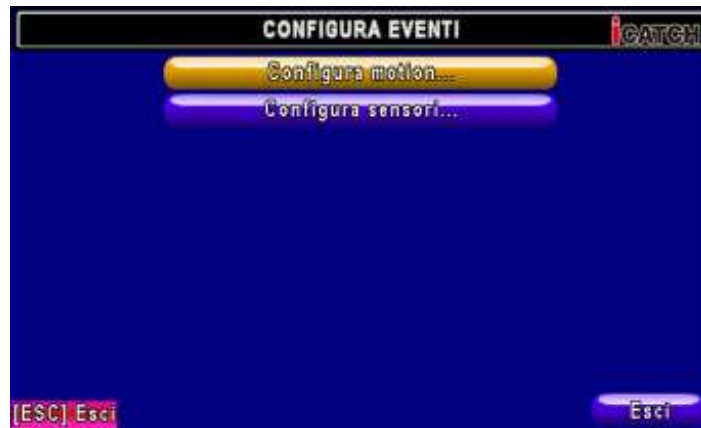 CONFIGURA EVENTI
iCATCH
Configura motion...
Configura sensori...
[ESC] Esci
Esci